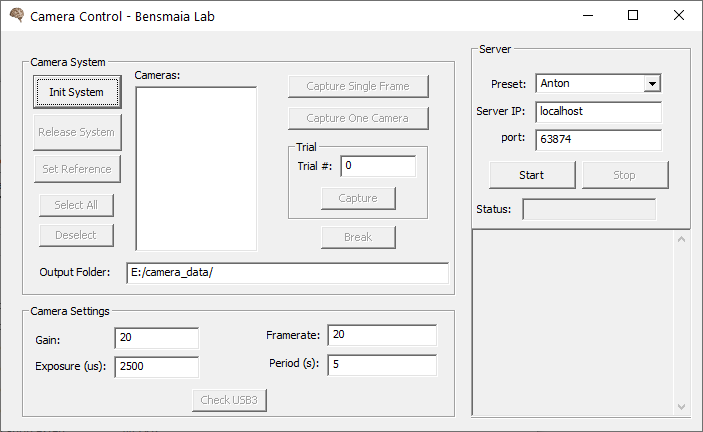 Camera Control - Bensmaia Lab
Camera System
Init System
Release System
Set Reference
Select All
Deselect
Cameras:
Capture Single Frame
Capture One Camera
Trial
Trial #: 0
Capture
Break
Output Folder: E:/camera_data/
Camera Settings
Gain: 20
Framerate: 20
Exposure (us): 2500
Period (s): 5
Check USB3
Server
Preset: Anton
Server IP: localhost
port: 63874
Start
Stop
Status: